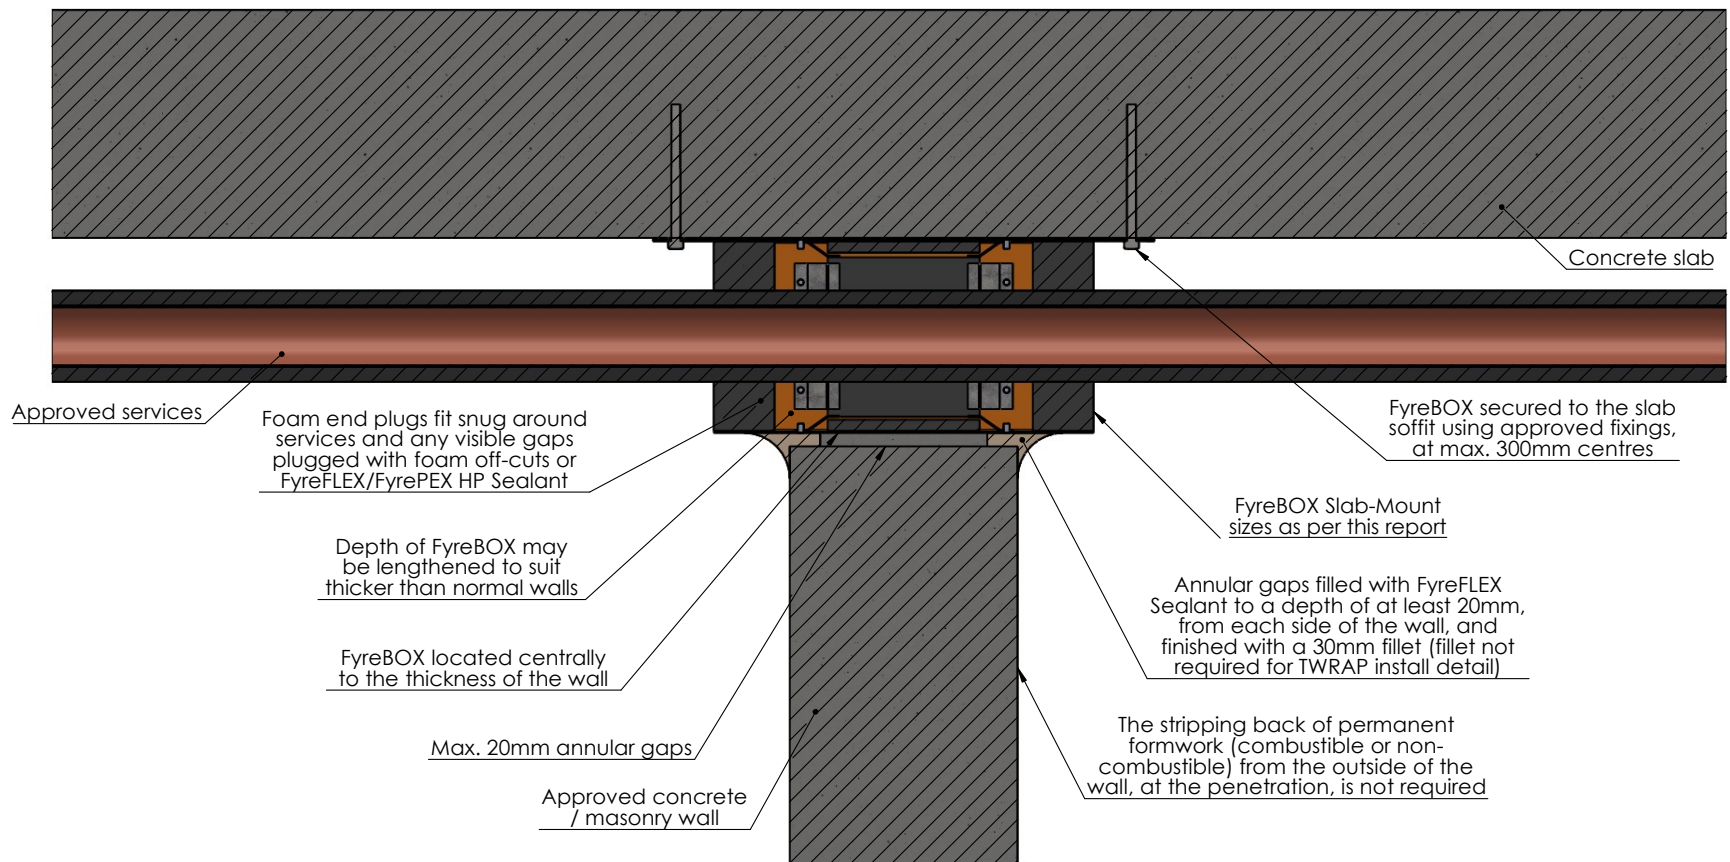 Concrete slab
Approved services
Foam end plugs fit snug around
services and any visible gaps
plugged with foam off-cuts or
FyreFLEX/FyrePEX HP Sealant
FyreBOX secured to the slab
soffit using approved fixings,
at max. 300mm centres
FyreBOX Slab-Mount
sizes as per this report
Depth of FyreBOX may
be lengthened to suit
thicker than normal walls
Annular gaps filled with FyreFLEX
Sealant to a depth of at least 20mm,
from each side of the wall, and
finished with a 30mm fillet (fillet not
required for TWRAP install detail)
FyreBOX located centrally
to the thickness of the wall
Max. 20mm annular gaps
The stripping back of permanent
formwork (combustible or non-
combustible) from the outside of the
wall, at the penetration, is not required
Approved concrete
/ masonry wall